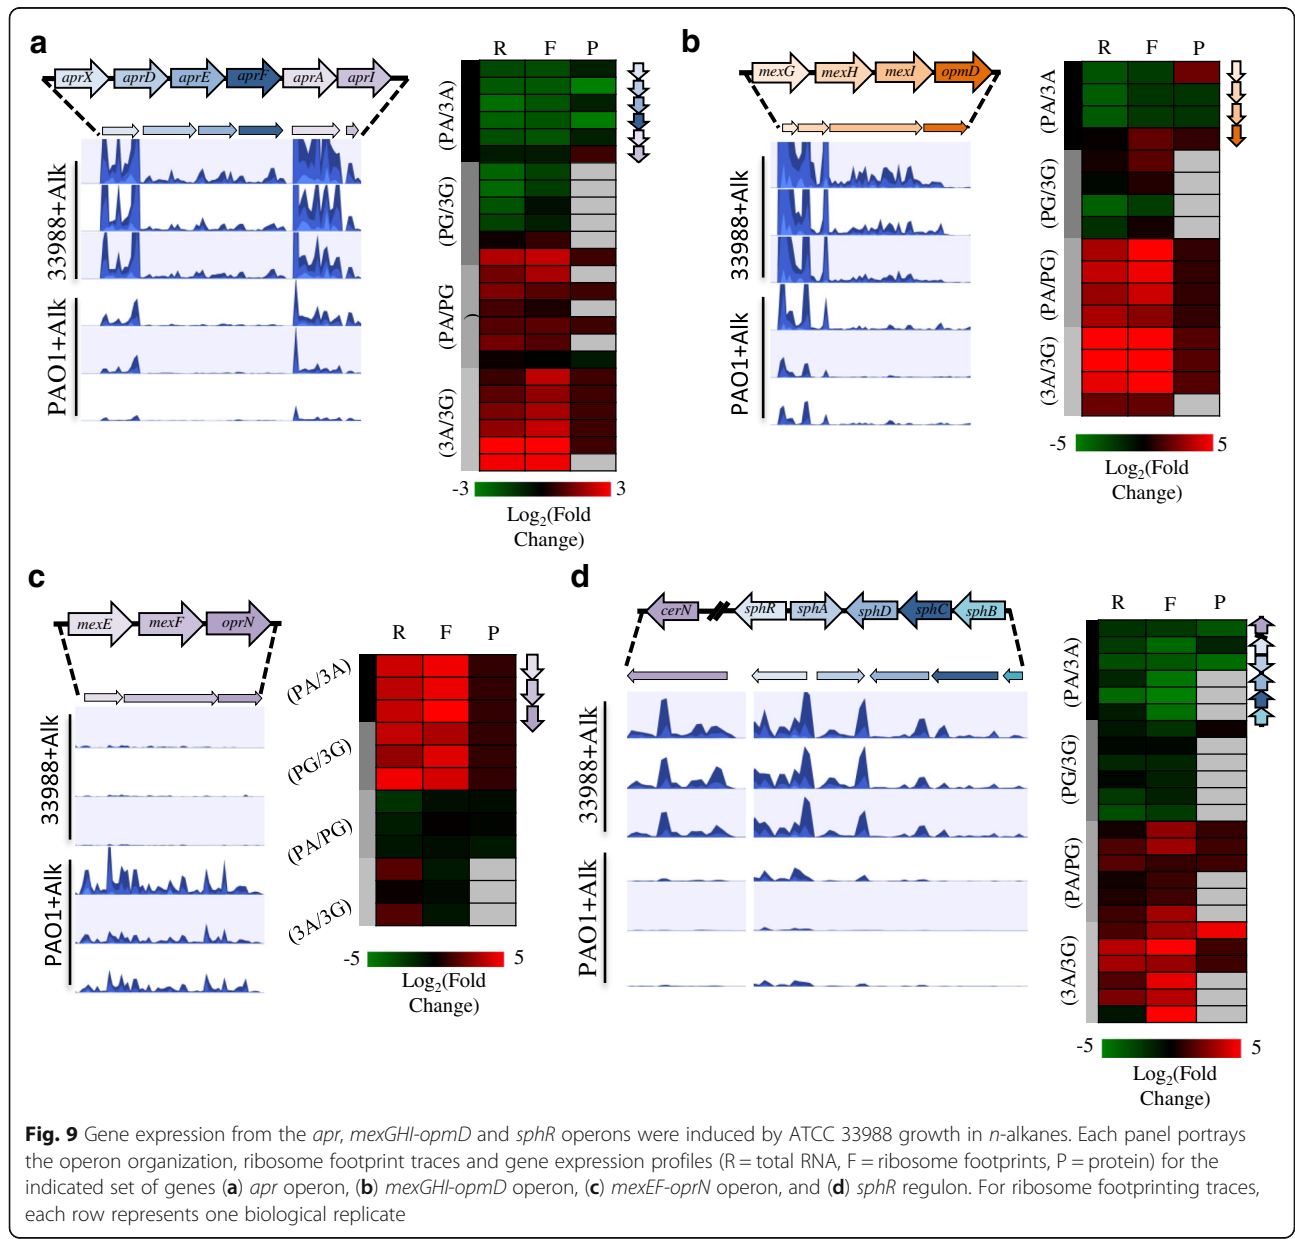 a
aprX aprD aprE aprF aprA aprI
33988+Alk
PAO1+Alk
R F P
(PA/3A)
(PG/3G)
(PA/PG
)
(3A/3G)
-3 3
Log2(Fold
Change)
b
mexG mexH mexI opmD
33988+Alk
PAO1+Alk
R F P
(PA/3A
(PG/3G)
(PA/PG)
(3A/3G)
-5 5
Log2(Fold
Change)
c
mexE mexF oprN
33988+Alk
PAO1+Alk
R F P
(PA/3A)
(PG/3G)
(PA/PG)
(3A/3G)
-5 5
Log2(Fold
Change)
d
cerN sphR sphA sphD sphC sphB
33988+Alk
PAO1+Alk
R F P
(PA/3A)
(PG/3G)
(PA/PG)
(3A/3G)
-5 5
Log2(Fold
Change)
Fig. 9 Gene expression from the apr, mexGHI-opmD and sphR operons were induced by ATCC 33988 growth in n-alkanes. Each panel portrays
the operon organization, ribosome footprint traces and gene expression profiles (R = total RNA, F = ribosome footprints, P = protein) for the
indicated set of genes (a) apr operon, (b) mexGHI-opmD operon, (c) mexEF-oprN operon, and (d) sphR regulon. For ribosome footprinting traces,
each row represents one biological replicate